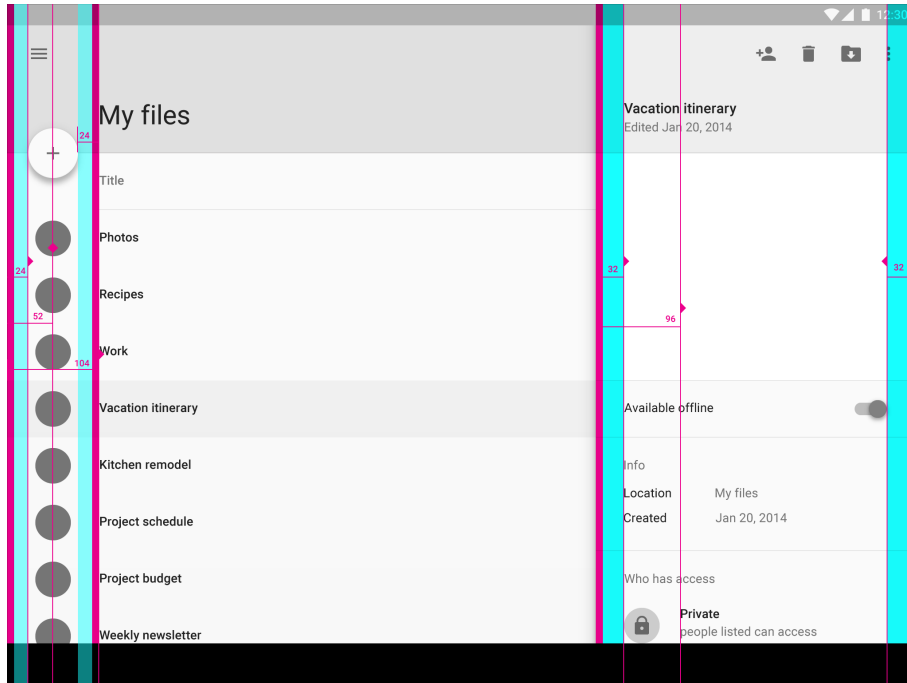 12:30
My files
Vacation itinerary
Edited Jan 20, 2014
24
Title
Photos
24
32
32
Recipes
52
96
Work
104
Vacation itinerary
Available offline
Kitchen remodel
Info
Location My files
Project schedule
Created Jan 20, 2014
Project budget
Who has access
Private
Weekly newsletter
people listed can access